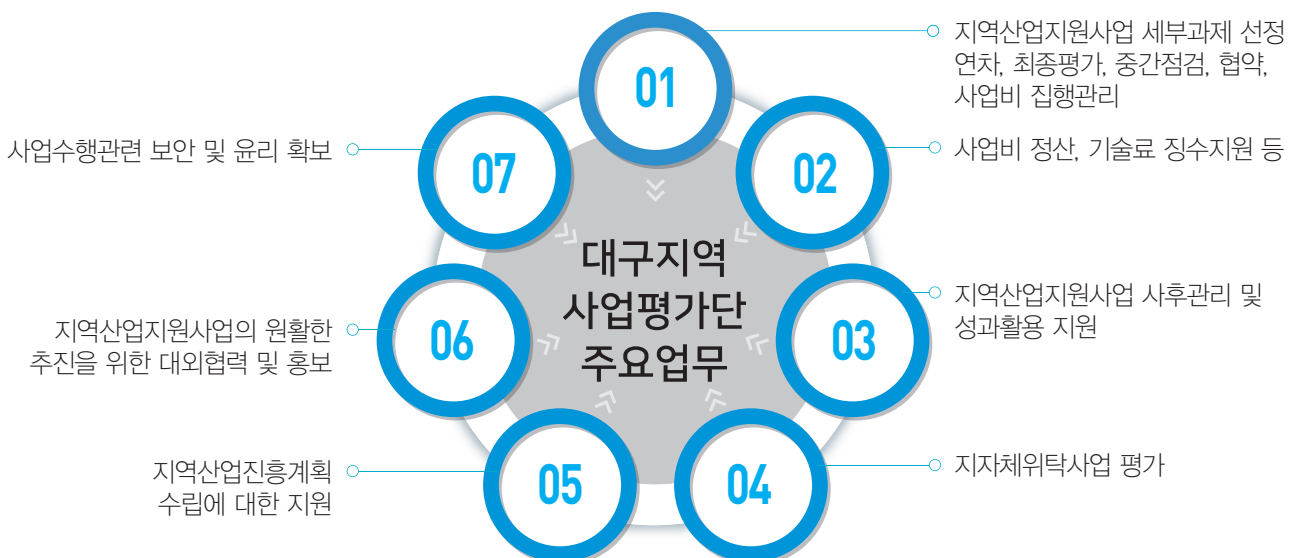 대구지역
사업평가단
주요업무
01
지역산업지원사업 세부과제 선정
연차, 최종평가, 중간점검, 협약,
사업비 집행관리
02
사업비 정산, 기술료 징수지원 등
03
지역산업지원사업 사후관리 및
성과활용 지원
04
지자체위탁사업 평가
05
지역산업진흥계획
수립에 대한 지원
06
지역산업지원사업의 원활한
추진을 위한 대외협력 및 홍보
07
사업수행관련 보안 및 윤리 확보